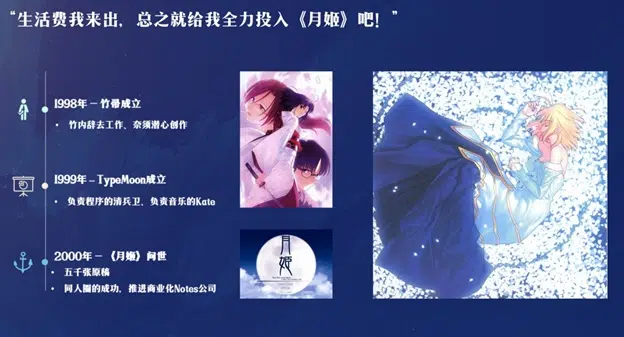 “生活费我来出，总之就给我全力投入《月姬》吧！”
1998年－竹帚成立
• 竹内辞去工作、奈须潜心创作
1999年－TypeMoon成立
• 负责程序的清兵卫、负责音乐的Kate
2000年－《月姬》问世
• 五千张原稿
• 同人圈的成功，推进商业化Notes公司
月姬